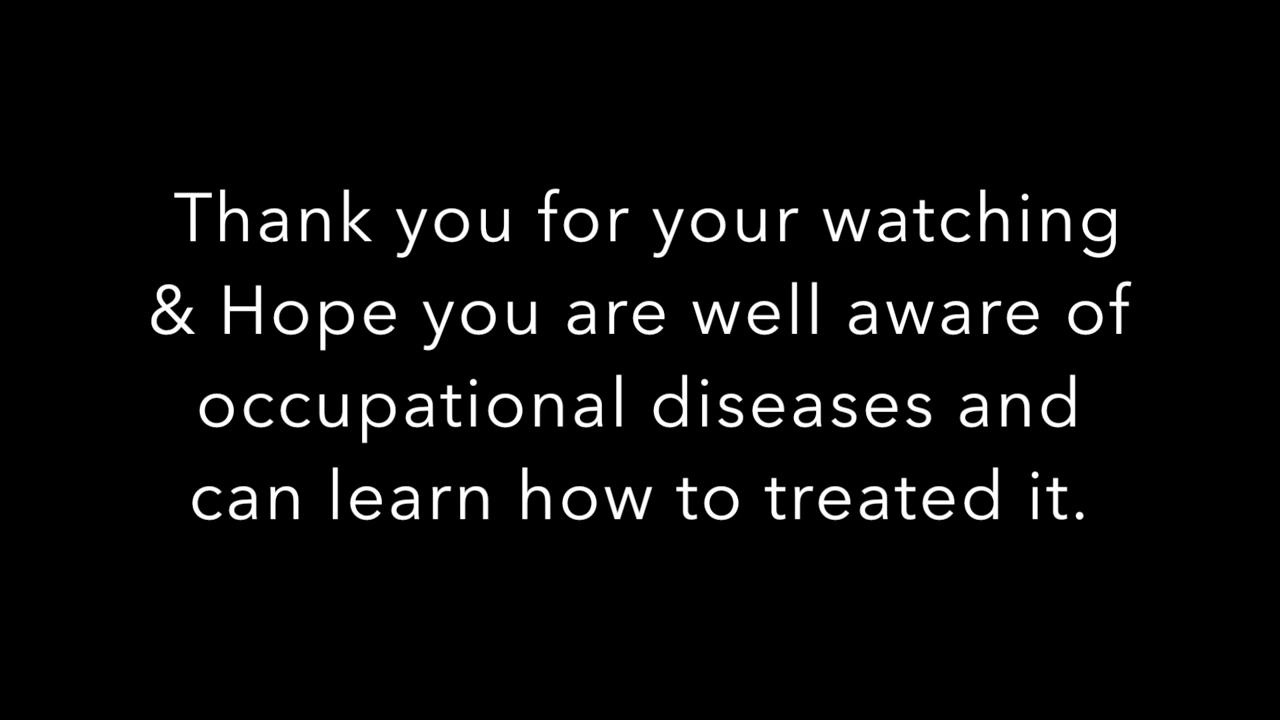 Thank you for your watching
& Hope you are well aware of
occupational diseases and
can learn how to treated it.